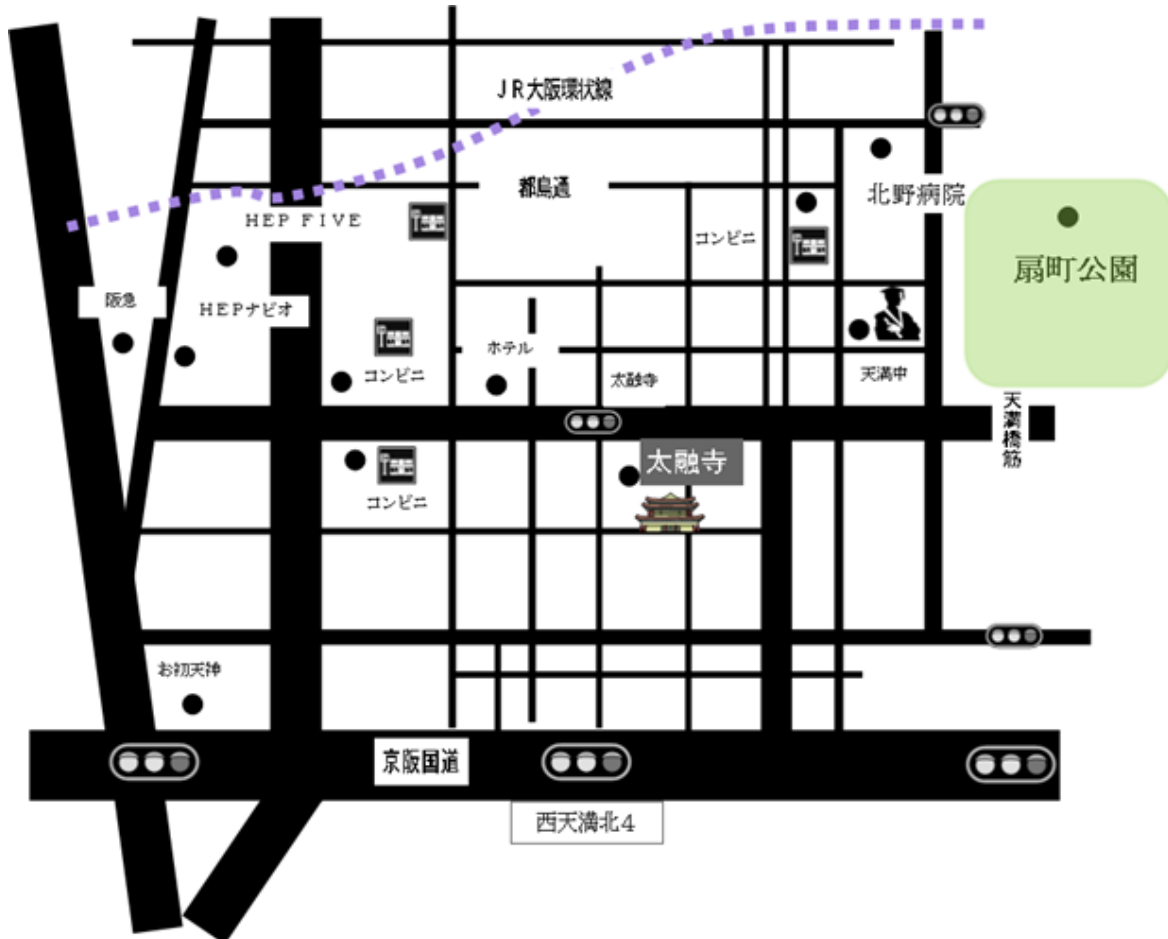 JR大阪環状線
都島通
北野病院
HEP FIVE
コンビニ
扇町公園
阪急
HEPナビオ
ホテル
コンビニ
太融寺
天満中
天満橋筋
太融寺
コンビニ
お初天神
京阪国道
西天満北4